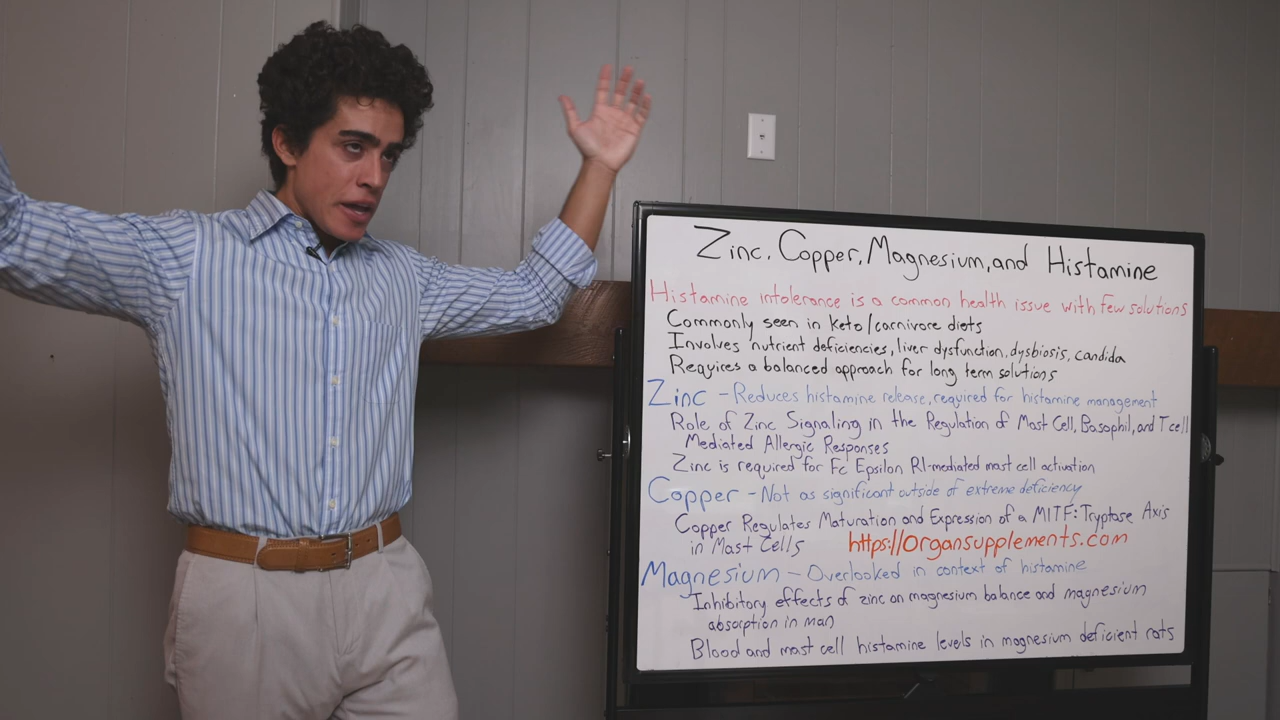 Zinc, Copper, Magnesium, and Histamine
Histamine intolerance is a common health issue with few solutions
Commonly seen in keto/carnivore diets
Involves nutrient deficiencies, liver dysfunction, dysbiosis, candida
Requires a balanced approach for long term solutions
Zinc - Reduces histamine release, required for histamine management
Role of Zinc Signaling in the Regulation of Mast Cell, Basophil, and T cell
Mediated Allergic Responses
Zinc is required for Fc Epsilon RI-mediated mast cell activation
Copper - Not as significant outside of extreme deficiency
Copper Regulates Maturation and Expression of a MITF:Tryptase Axis
in Mast Cells https://Organsupplements.com
Magnesium - Overlooked in context of histamine
Inhibitory effects of zinc on magnesium balance and magnesium
absorption in man
Blood and mast cell histamine levels in magnesium deficient rats